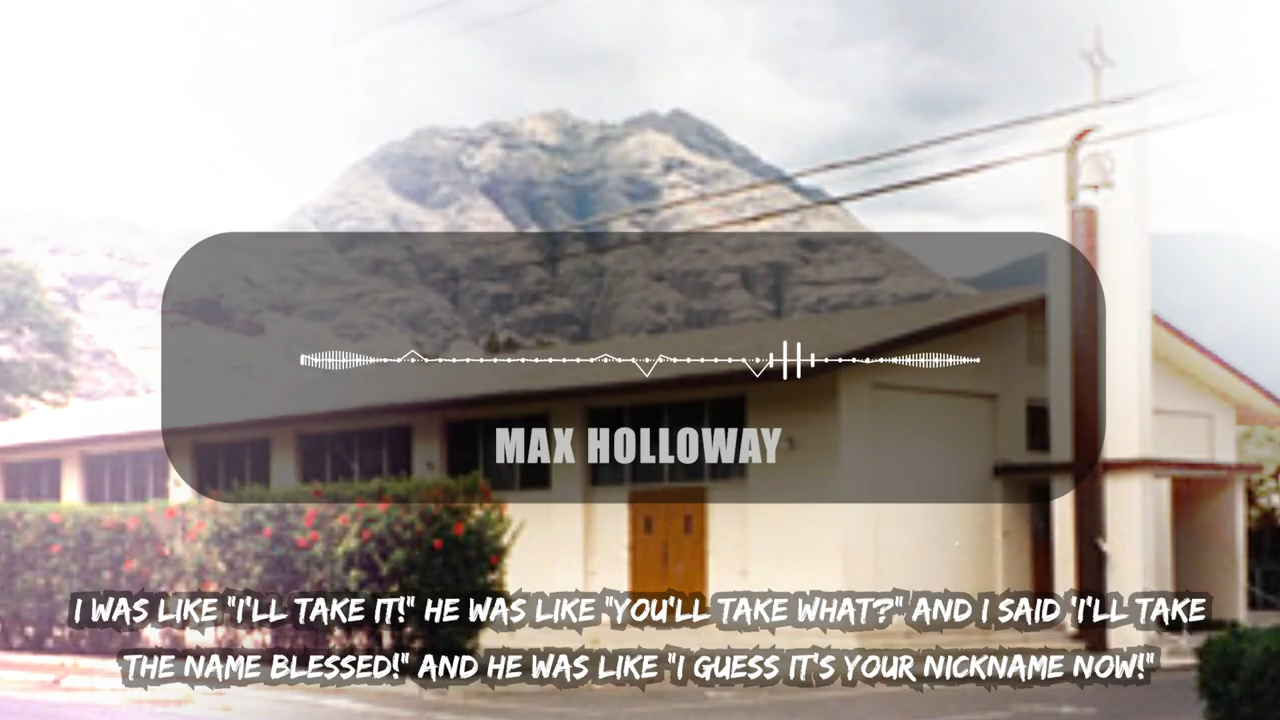 MAX HOLLOWAY
I WAS LIKE "I'LL TAKE IT!" HE WAS LIKE "YOU'LL TAKE WHAT?" AND I SAID 'I'LL TAKE
THE NAME BLESSED!" AND HE WAS LIKE "I GUESS IT'S YOUR NICKNAME NOW!"